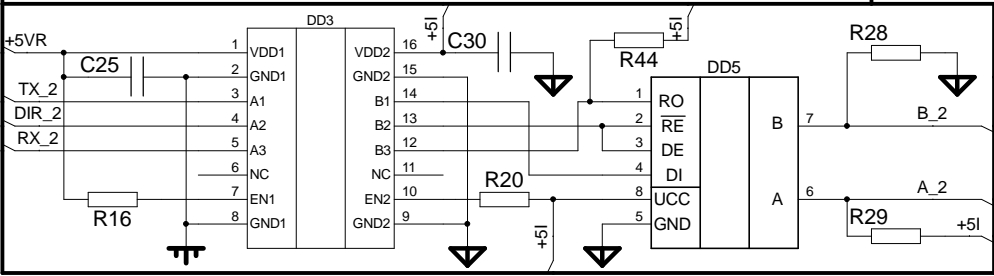 DD3
+5VR
C25
TX_2
DIR_2
RX_2
R16
1 VDD1
2 GND1
3 A1
4 A2
5 A3
6 NC
7 EN1
8 GND1
VDD2 16
GND2 15
B1 14
B2 13
B3 12
NC 11
EN2 10
GND2 9
+5I
C30
R44
+5I
R20
+5I
DD5
1 RO
2 RE
3 DE
4 DI
8 UCC
5 GND
B 7
A 6
R28
B_2
A_2
R29
+5I